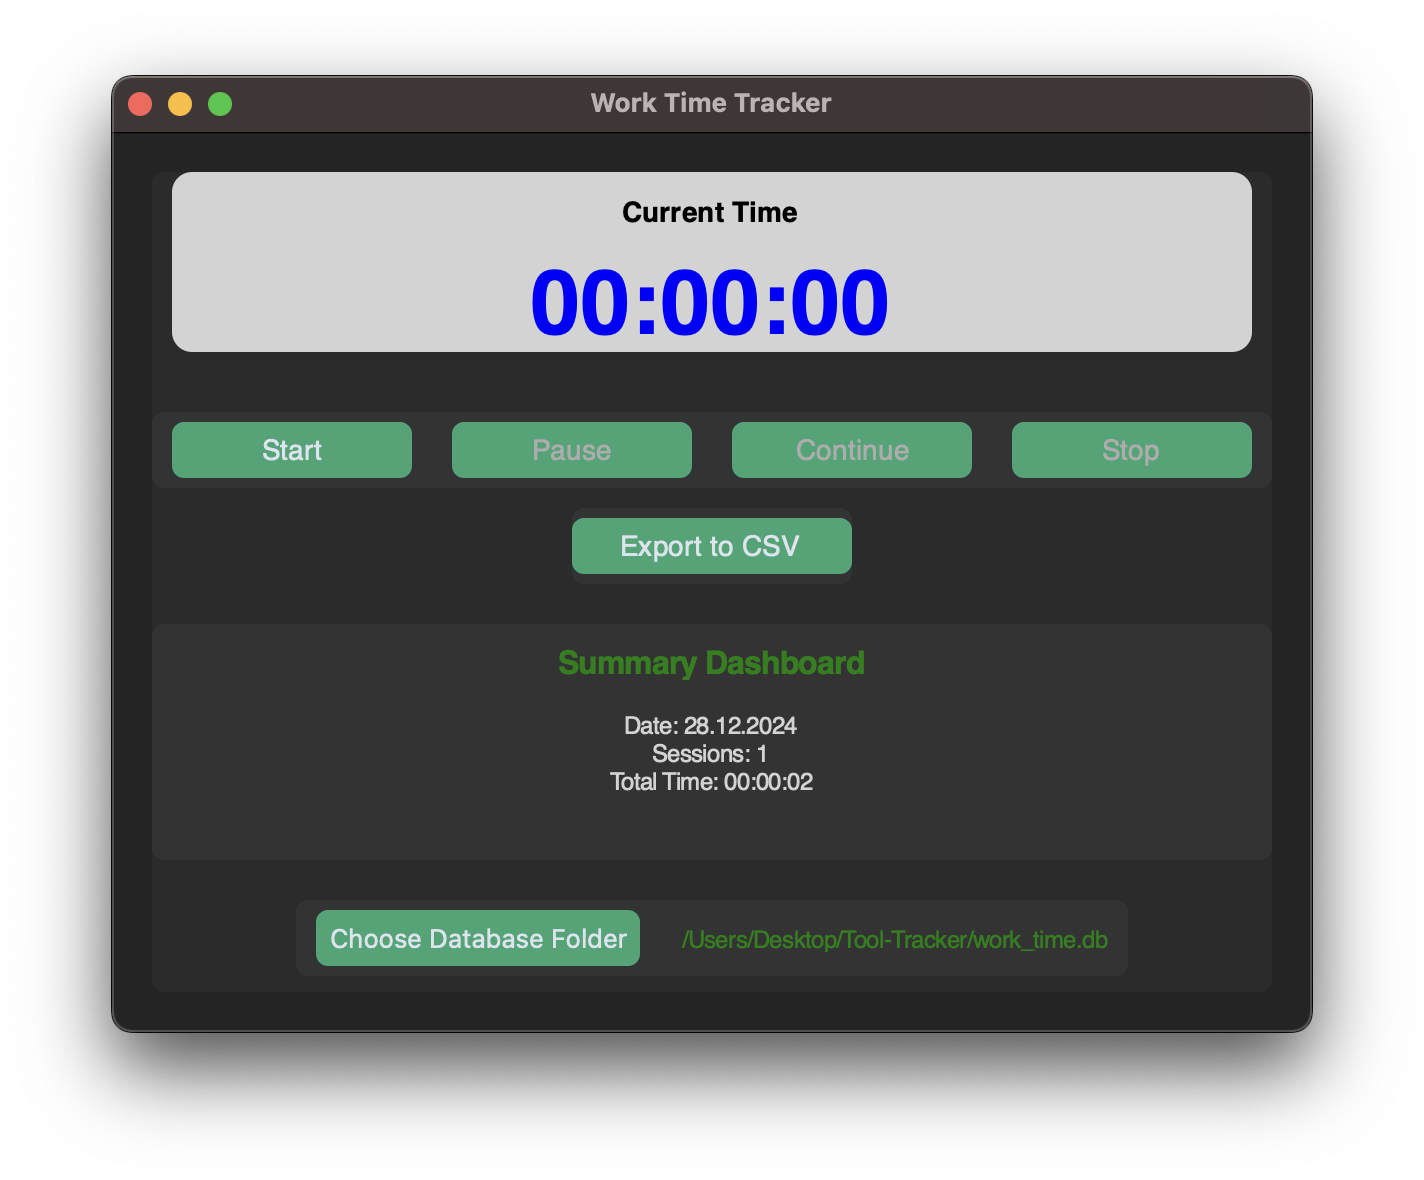 Work Time Tracker
Current Time
00:00:00
Start Pause Continue Stop
Export to CSV
Summary Dashboard
Date: 28.12.2024
Sessions: 1
Total Time: 00:00:02
Choose Database Folder /Users/Desktop/Tool-Tracker/work_time.db